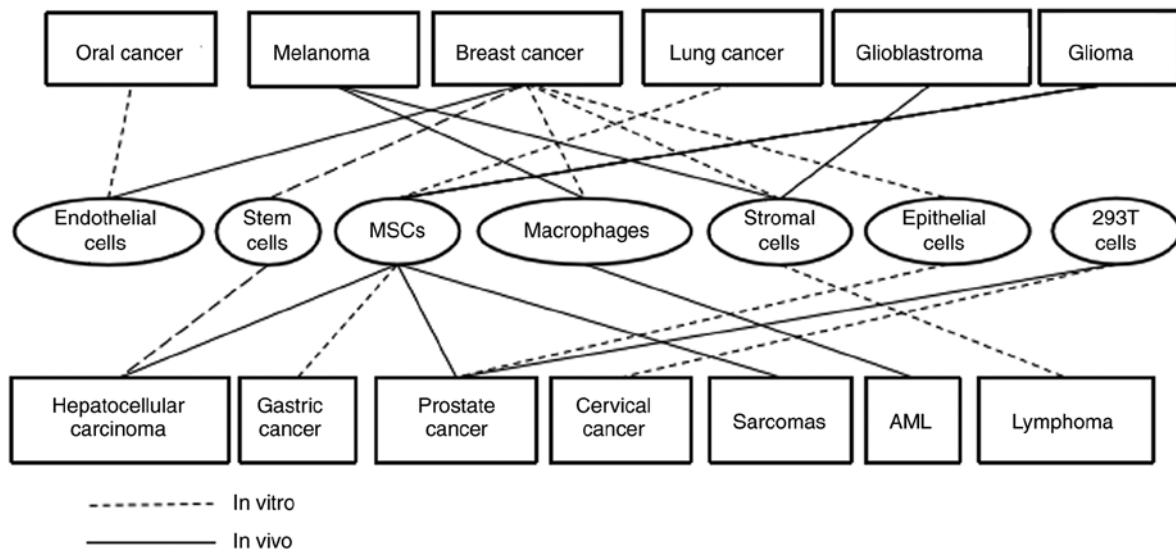 Oral cancer
Melanoma
Breast cancer
Lung cancer
Glioblastroma
Glioma
Endothelial
cells
Stem
cells
MSCs
Macrophages
Stromal
cells
Epithelial
cells
293T
cells
Hepatocellular
carcinoma
Gastric
cancer
Prostate
cancer
Cervical
cancer
Sarcomas
AML
Lymphoma
In vitro
In vivo